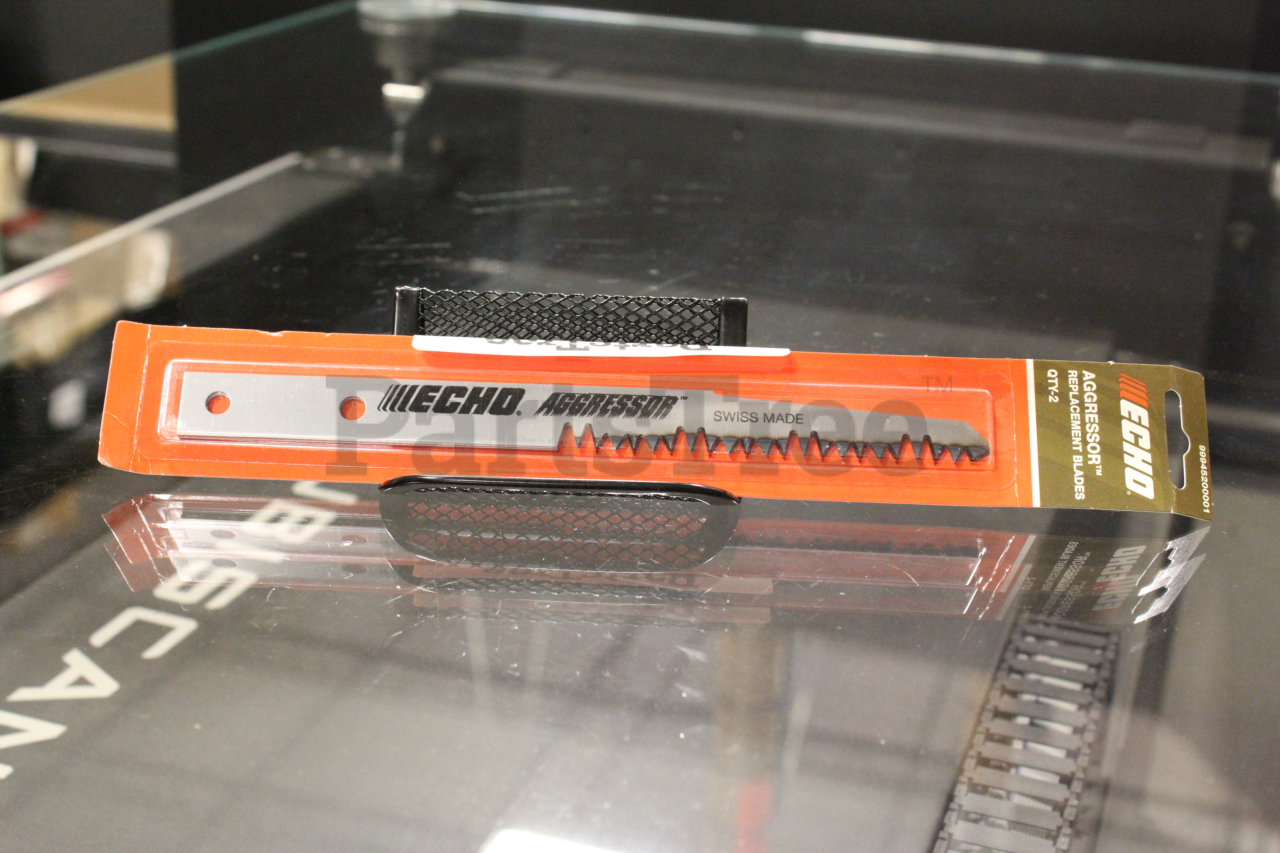 ECHO® AGGRESSOR™
SWISS MADE
ECHO®
AGGRESSOR™
REPLACEMENT BLADES
QTY-2
99945200001
PartsTree™